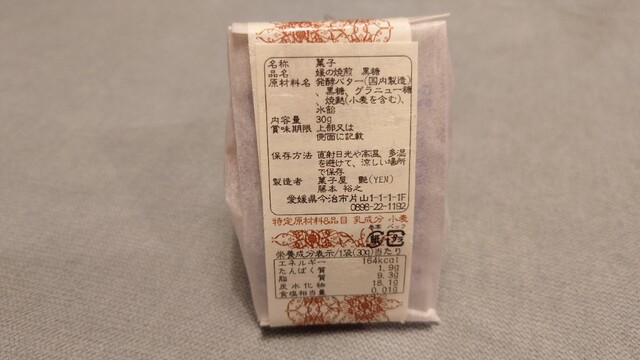 名称 菓子
品名 媛の焼煎 黒糖
原材料名 発酵バター(国内製造)
、黒糖、グラニュー糖
、焼麩(小麦を含む)、
水飴
内容量 30g
賞味期限 上部又は
側面に記載
保存方法 直射日光や高温、多湿
を避けて、涼しい場所
で保存
製造者 菓子屋 艶(YEN)
藤本 裕之
愛媛県今治市片山1-1-1-1F
0898-22-1192
特定原材料8品目 乳成分 小麦
栄養成分表示/1袋(30g)当たり
エネルギー 164kcal
たんぱく質 1.9g
脂質 9.3g
炭水化物 18.1g
食塩相当量 0.01g